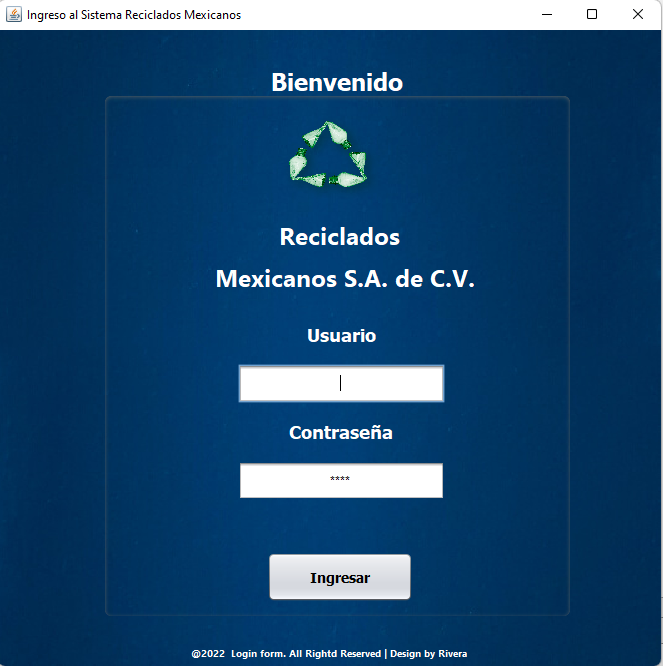 Ingreso al Sistema Reciclados Mexicanos
Bienvenido
Reciclados
Mexicanos S.A. de C.V.
Usuario
Contraseña
****
Ingresar
@2022 Login form. All Rightd Reserved | Design by Rivera